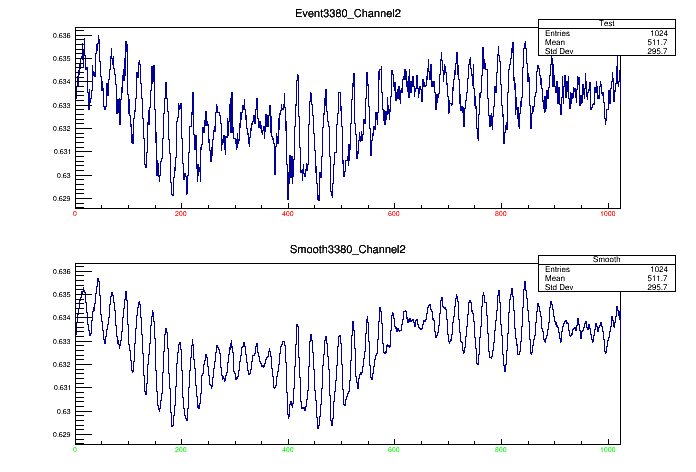 Event3380_Channel2
Test
Entries 1024
Mean 511.7
Std Dev 295.7
0.636
0.635
0.634
0.633
0.632
0.631
0.63
0.629
0 200 400 600 800 1000
Smooth3380_Channel2
Smooth
Entries 1024
Mean 511.7
Std Dev 295.7
0.636
0.635
0.634
0.633
0.632
0.631
0.63
0.629
0 200 400 600 800 1000